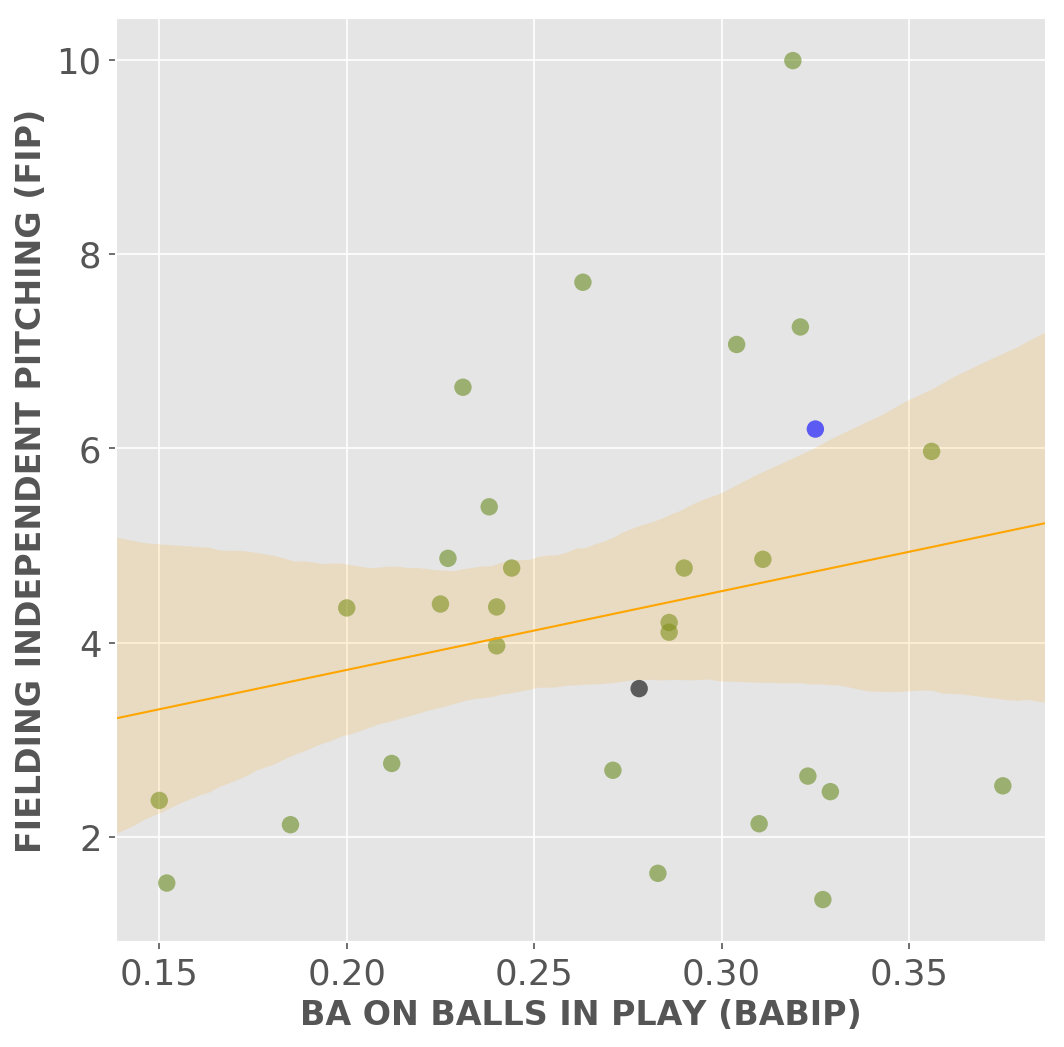 FIELDING INDEPENDENT PITCHING (FIP)
10
8
6
4
2
0.15 0.20 0.25 0.30 0.35
BA ON BALLS IN PLAY (BABIP)